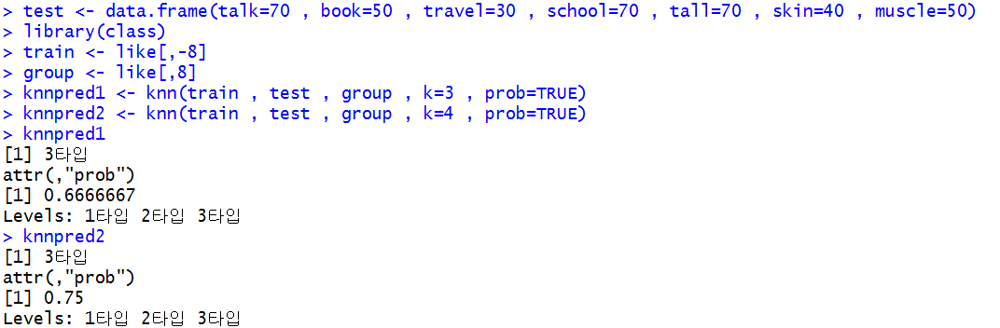 > test <- data.frame(talk=70 , book=50 , travel=30 , school=70 , tall=70 , skin=40 , muscle=50)
> library(class)
> train <- like[,-8]
> group <- like[,8]
> knnpred1 <- knn(train , test , group , k=3 , prob=TRUE)
> knnpred2 <- knn(train , test , group , k=4 , prob=TRUE)
> knnpred1
[1] 3타입
attr(,"prob")
[1] 0.6666667
Levels: 1타입 2타입 3타입
> knnpred2
[1] 3타입
attr(,"prob")
[1] 0.75
Levels: 1타입 2타입 3타입